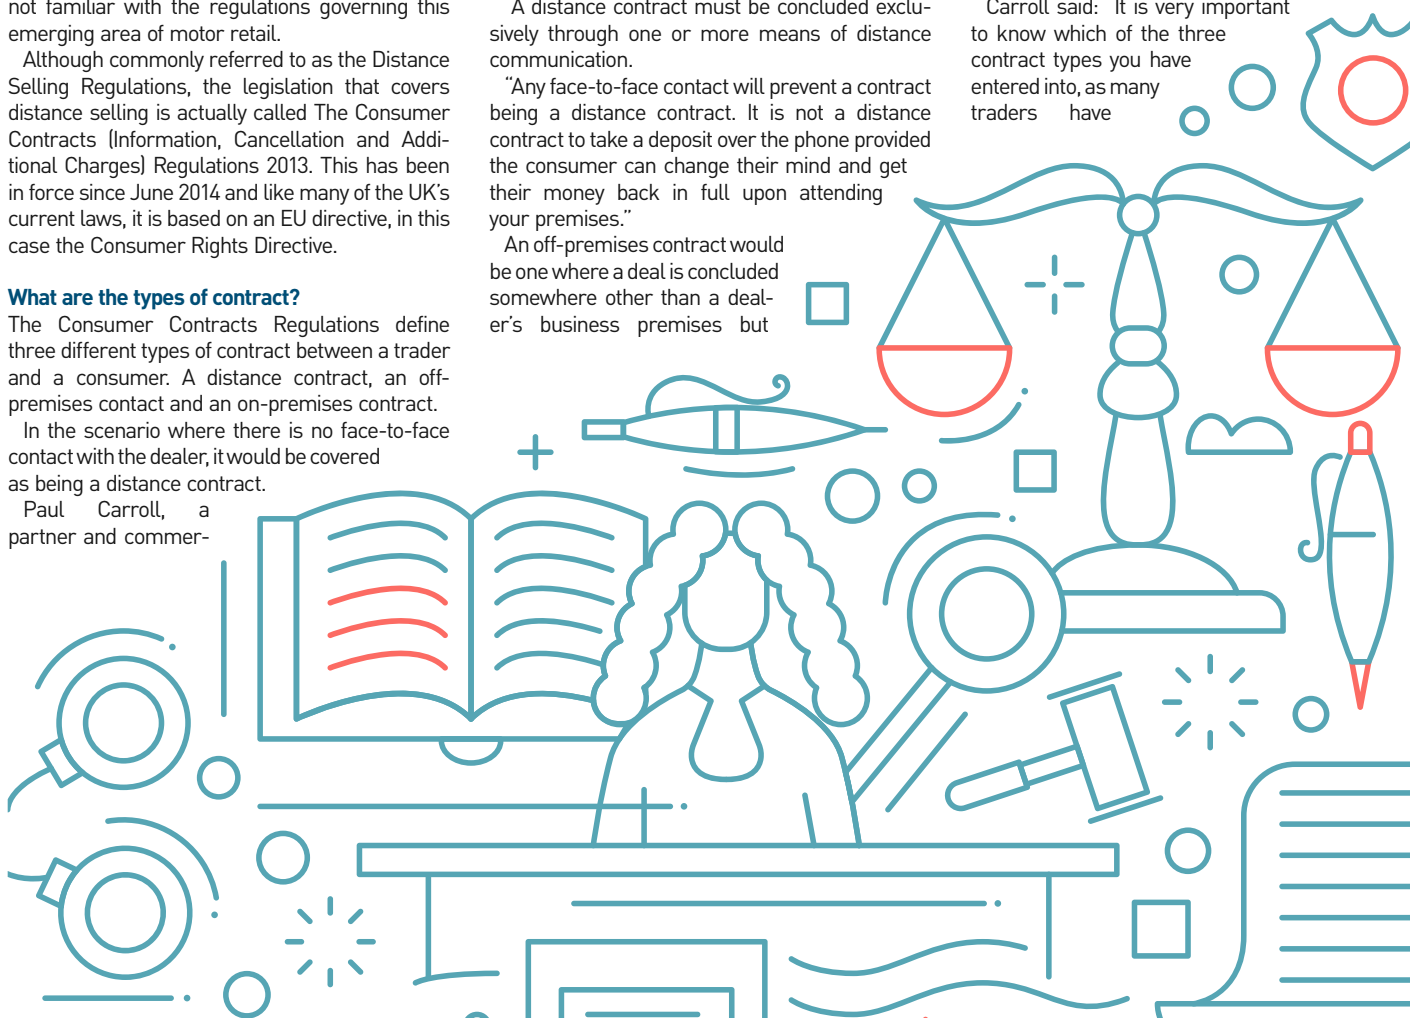 not familiar with the regulations governing this
emerging area of motor retail.
Although commonly referred to as the Distance
Selling Regulations, the legislation that covers
distance selling is actually called The Consumer
Contracts (Information, Cancellation and Addi-
tional Charges) Regulations 2013. This has been
in force since June 2014 and like many of the UK’s
current laws, it is based on an EU directive, in this
case the Consumer Rights Directive.
What are the types of contract?
The Consumer Contracts Regulations define
three different types of contract between a trader
and a consumer. A distance contract, an off-
premises contact and an on-premises contract.
In the scenario where there is no face-to-face
contact with the dealer, it would be covered
as being a distance contract.
Paul Carroll, a
partner and commer-
A distance contract must be concluded exclu-
sively through one or more means of distance
communication.
“Any face-to-face contact will prevent a contract
being a distance contract. It is not a distance
contract to take a deposit over the phone provided
the consumer can change their mind and get
their money back in full upon attending
your premises.”
An off-premises contract would
be one where a deal is concluded
somewhere other than a deal-
er’s business premises but
Carroll said: It is very important
to know which of the three
contract types you have
entered into, as many
traders have